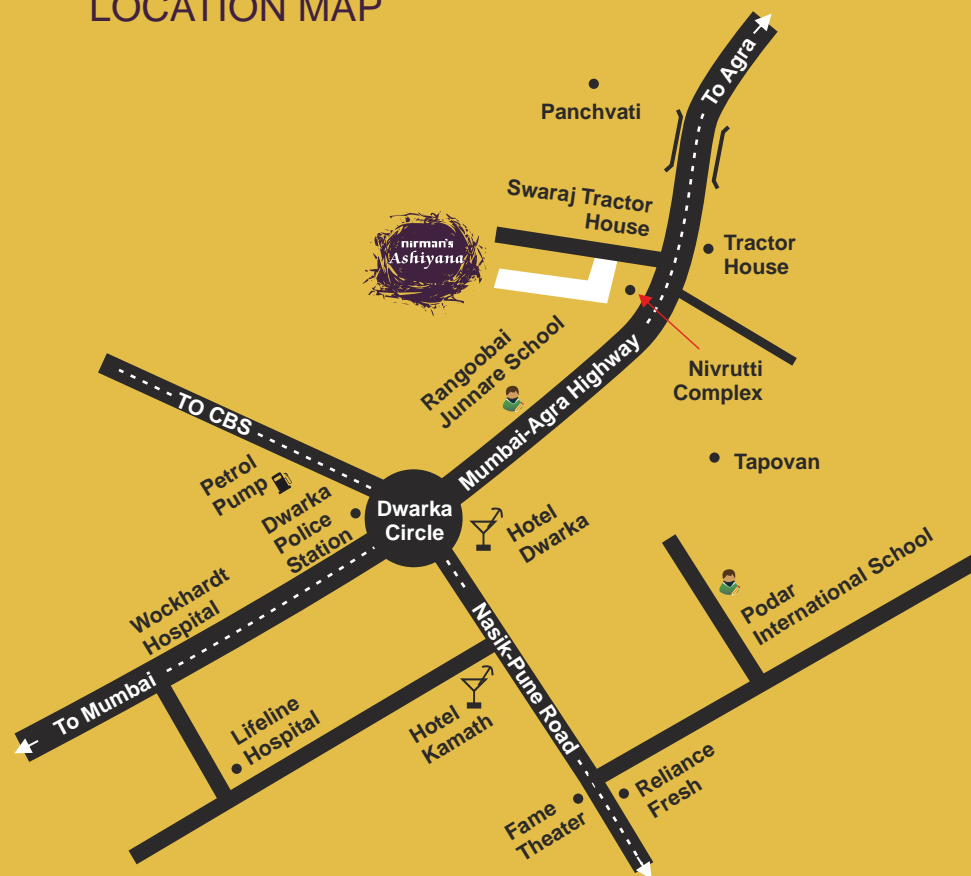 LOCATION MAP
To Agra
Panchvati
Swaraj Tractor
House
nirman's
Ashiyana
Tractor
House
Rangoobai
Junnare School
Mumbai-Agra Highway
Nivrutti
Complex
TO CBS
Petrol
Pump
Tapovan
Dwarka
Police
Station
Dwarka
Circle
Hotel
Dwarka
Wockhardt
Hospital
Podar
International School
Nasik-Pune Road
To Mumbai
Lifeline
Hospital
Hotel
Kamath
Reliance
Fresh
Fame
Theater